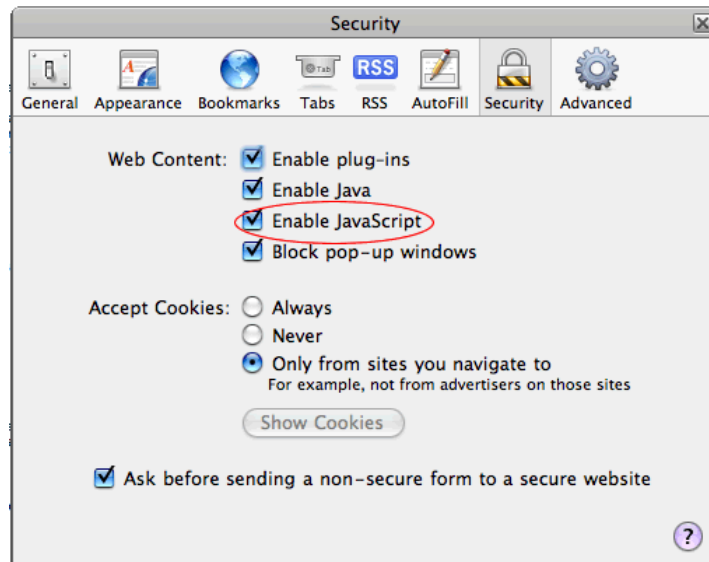 Security
General Appearance Bookmarks Tabs RSS AutoFill Security Advanced
Web Content: Enable plug-ins
Enable Java
Enable JavaScript
Block pop-up windows
Accept Cookies: Always
Never
Only from sites you navigate to
For example, not from advertisers on those sites
Show Cookies
Ask before sending a non-secure form to a secure website
?